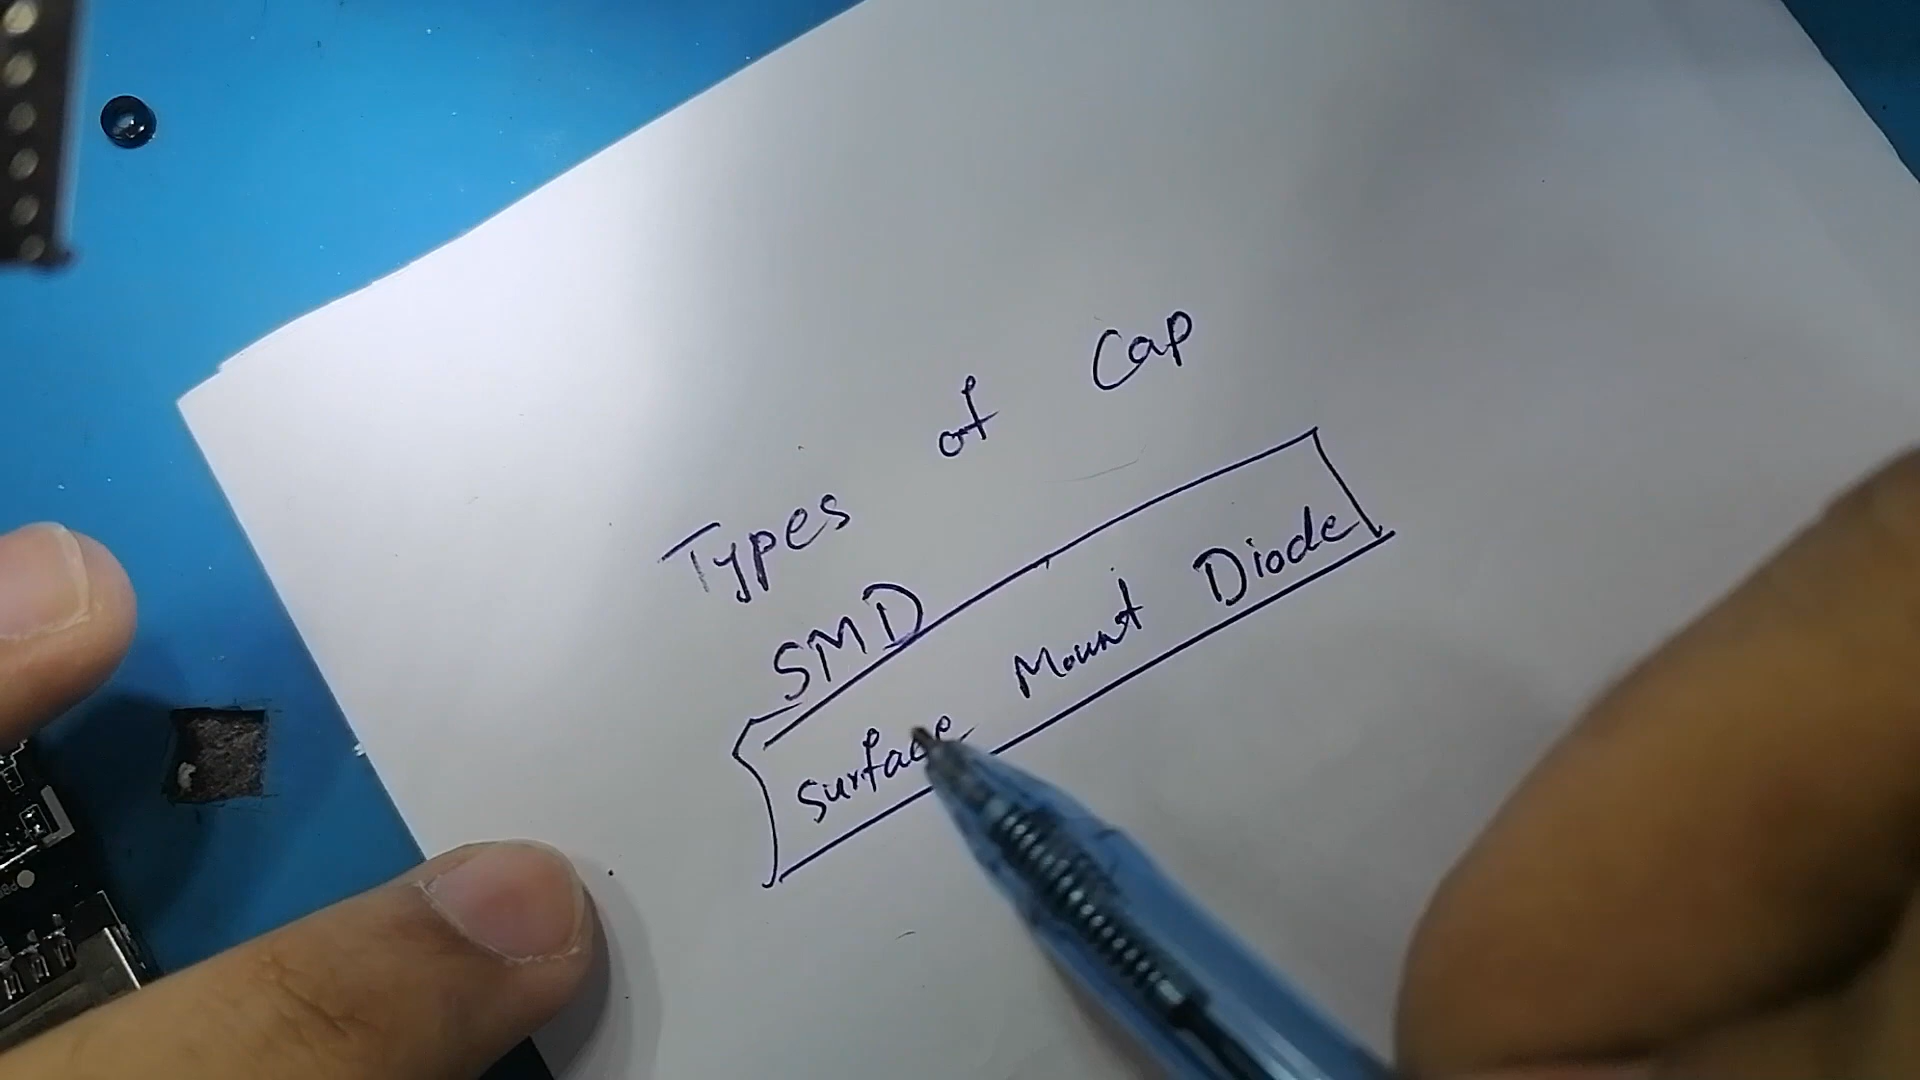 Types of Cap
SMD
Surface Mount Diode